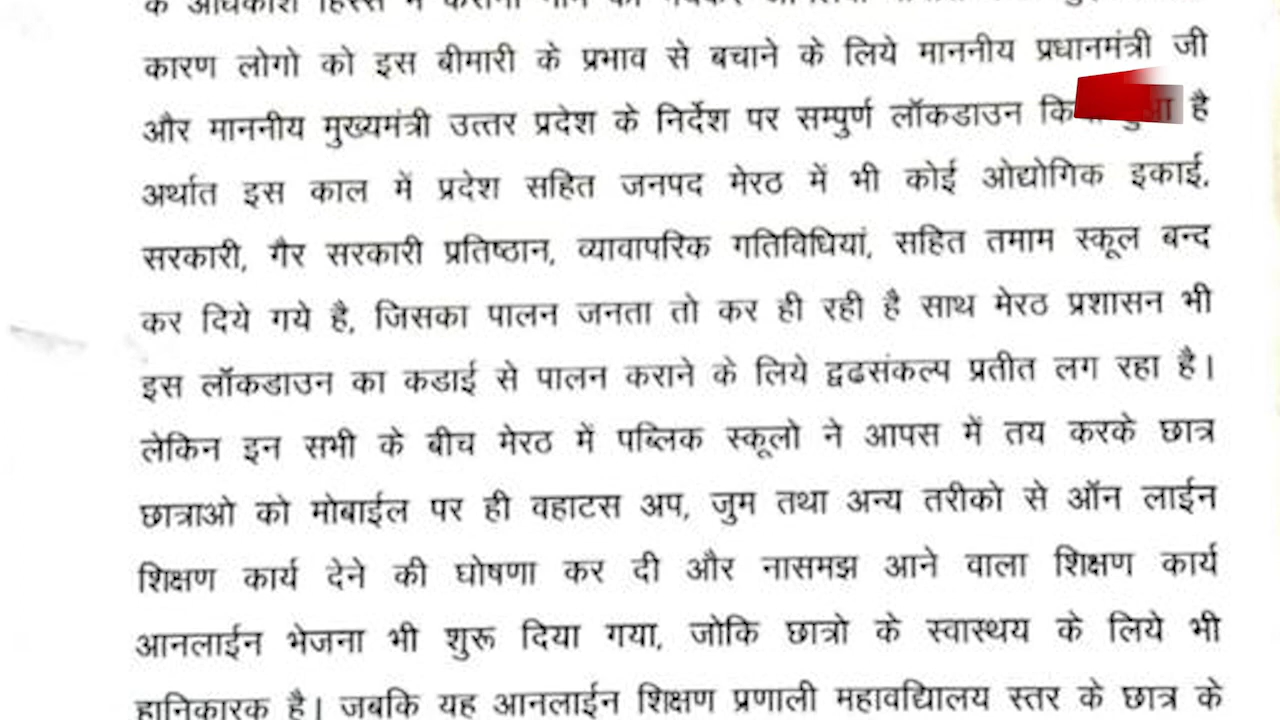 कारण लोगो को इस बीमारी के प्रभाव से बचाने के लिये माननीय प्रधानमंत्री जी
और माननीय मुख्यमंत्री उत्तर प्रदेश के निर्देश पर सम्पुर्ण लॉकडाउन है
अर्थात इस काल में प्रदेश सहित जनपद मेरठ में भी कोई ओद्योगिक इकाई,
सरकारी, गैर सरकारी प्रतिष्ठान, व्यावापरिक गतिविधियां, सहित तमाम स्कूल बन्द
कर दिये गये है, जिसका पालन जनता तो कर ही रही है साथ मेरठ प्रशासन भी
इस लॉकडाउन का कडाई से पालन कराने के लिये द्वढसंकल्प प्रतीत लग रहा है।
लेकिन इन सभी के बीच मेरठ में पब्लिक स्कूलो ने आपस में तय करके छात्र
छात्राओ को मोबाईल पर ही वहाटस अप, जुम तथा अन्य तरीको से ऑन लाईन
शिक्षण कार्य देने की घोषणा कर दी और नासमझ आने वाला शिक्षण कार्य
आनलाईन भेजना भी शुरू दिया गया, जोकि छात्रो के स्वास्थय के लिये भी
हानिकारक है। जबकि यह आनलाईन शिक्षण प्रणाली महावद्यिालय स्तर के छात्र के